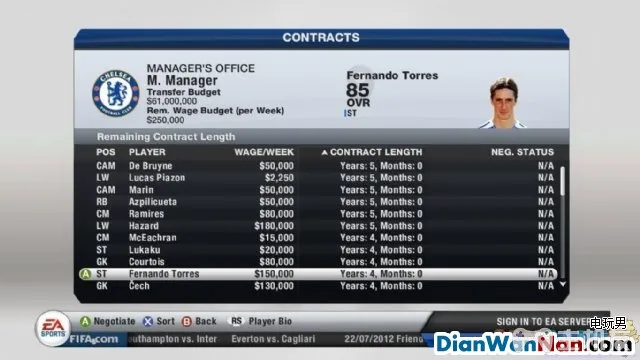 CONTRACTS
CHELSEA
FOOTBALL CLUB
MANAGER'S OFFICE
M. Manager
Transfer Budget
$61,000,000
Rem. Wage Budget (per Week)
$250,000
Fernando Torres
85
OVR
ST
Remaining Contract Length
POS PLAYER WAGE/WEEK CONTRACT LENGTH NEG. STATUS
CAM De Bruyne $50,000 Years: 5, Months: 0 N/A
LW Lucas Piazon $2,250 Years: 5, Months: 0 N/A
CAM Marin $50,000 Years: 5, Months: 0 N/A
RB Azpilicueta $50,000 Years: 5, Months: 0 N/A
CM Ramires $80,000 Years: 5, Months: 0 N/A
LW Hazard $180,000 Years: 5, Months: 0 N/A
CM McEachran $15,000 Years: 5, Months: 0 N/A
ST Lukaku $20,000 Years: 4, Months: 0 N/A
GK Courtois $80,000 Years: 4, Months: 0 N/A
A ST Fernando Torres $150,000 Years: 4, Months: 0 N/A
GK Čech $130,000 Years: 4, Months: 0 N/A
EA SPORTS
A Negotiate X Sort B Back RS Player Bio
SIGN IN TO EA SERVER
电玩男
FIFA.com
uthampton vs. Inter Everton vs. Cagliari 22/07/2012 Friend
DianWanNan.com